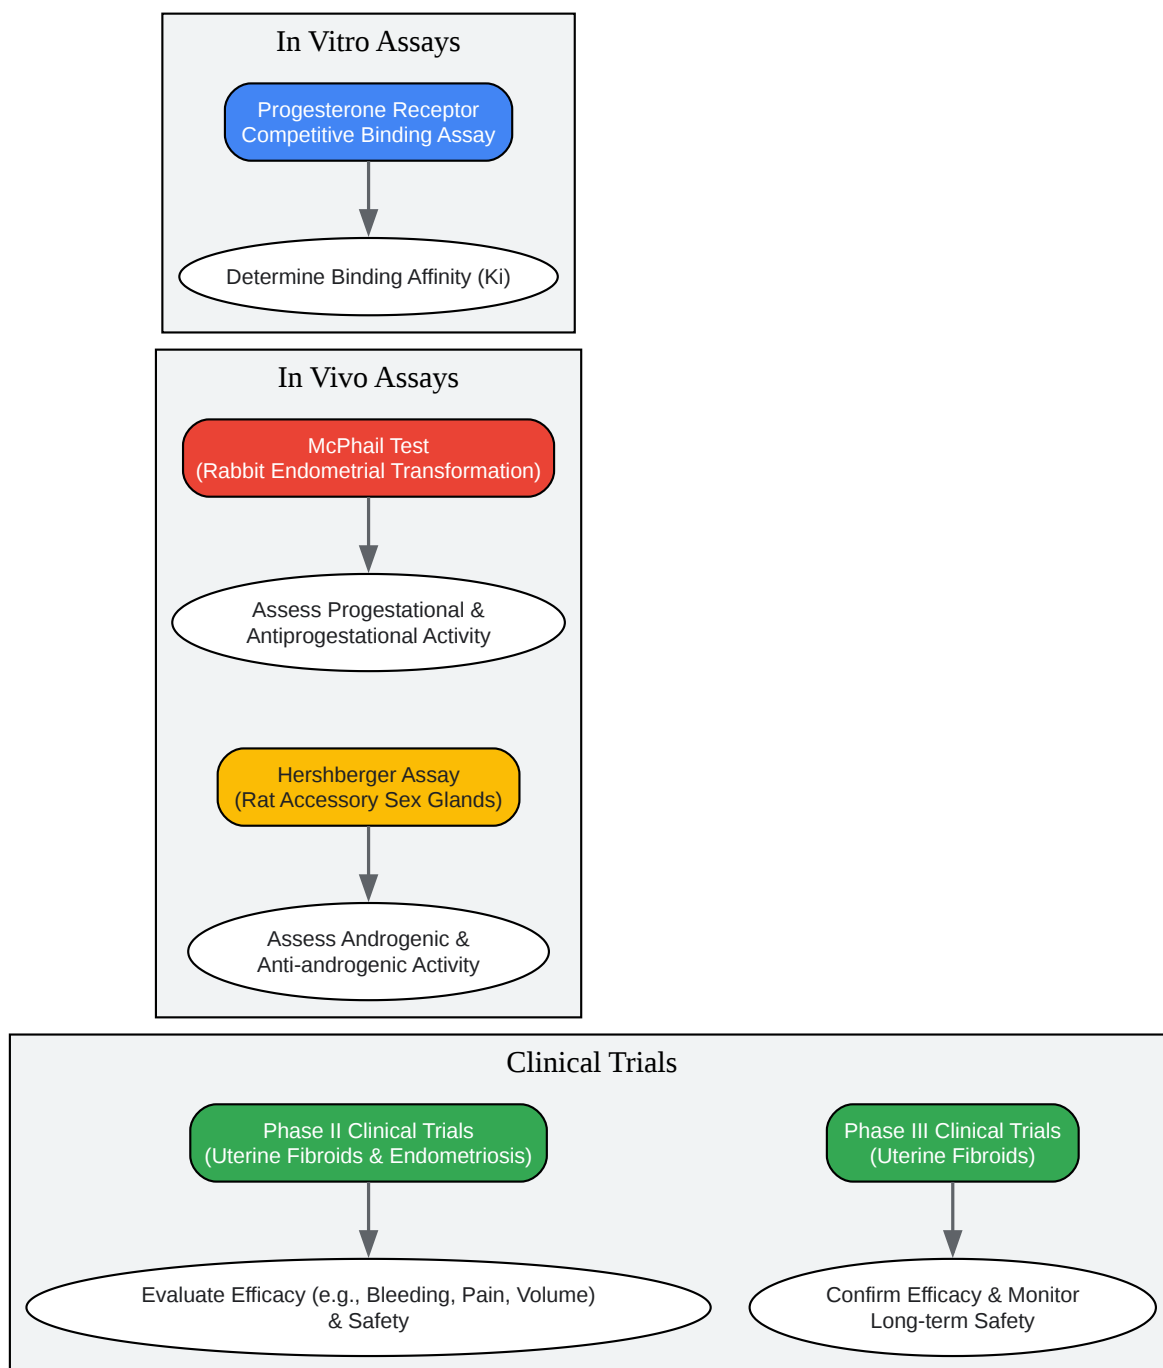 In Vitro Assays
Progesterone Receptor
Competitive Binding Assay
Determine Binding Affinity (Ki)
In Vivo Assays
McPhail Test
(Rabbit Endometrial Transformation)
Assess Progestational &
Antiprogestational Activity
Hershberger Assay
(Rat Accessory Sex Glands)
Assess Androgenic &
Anti-androgenic Activity
Clinical Trials
Phase II Clinical Trials
(Uterine Fibroids & Endometriosis)
Phase III Clinical Trials
(Uterine Fibroids)
Evaluate Efficacy (e.g., Bleeding, Pain, Volume)
& Safety
Confirm Efficacy & Monitor
Long-term Safety